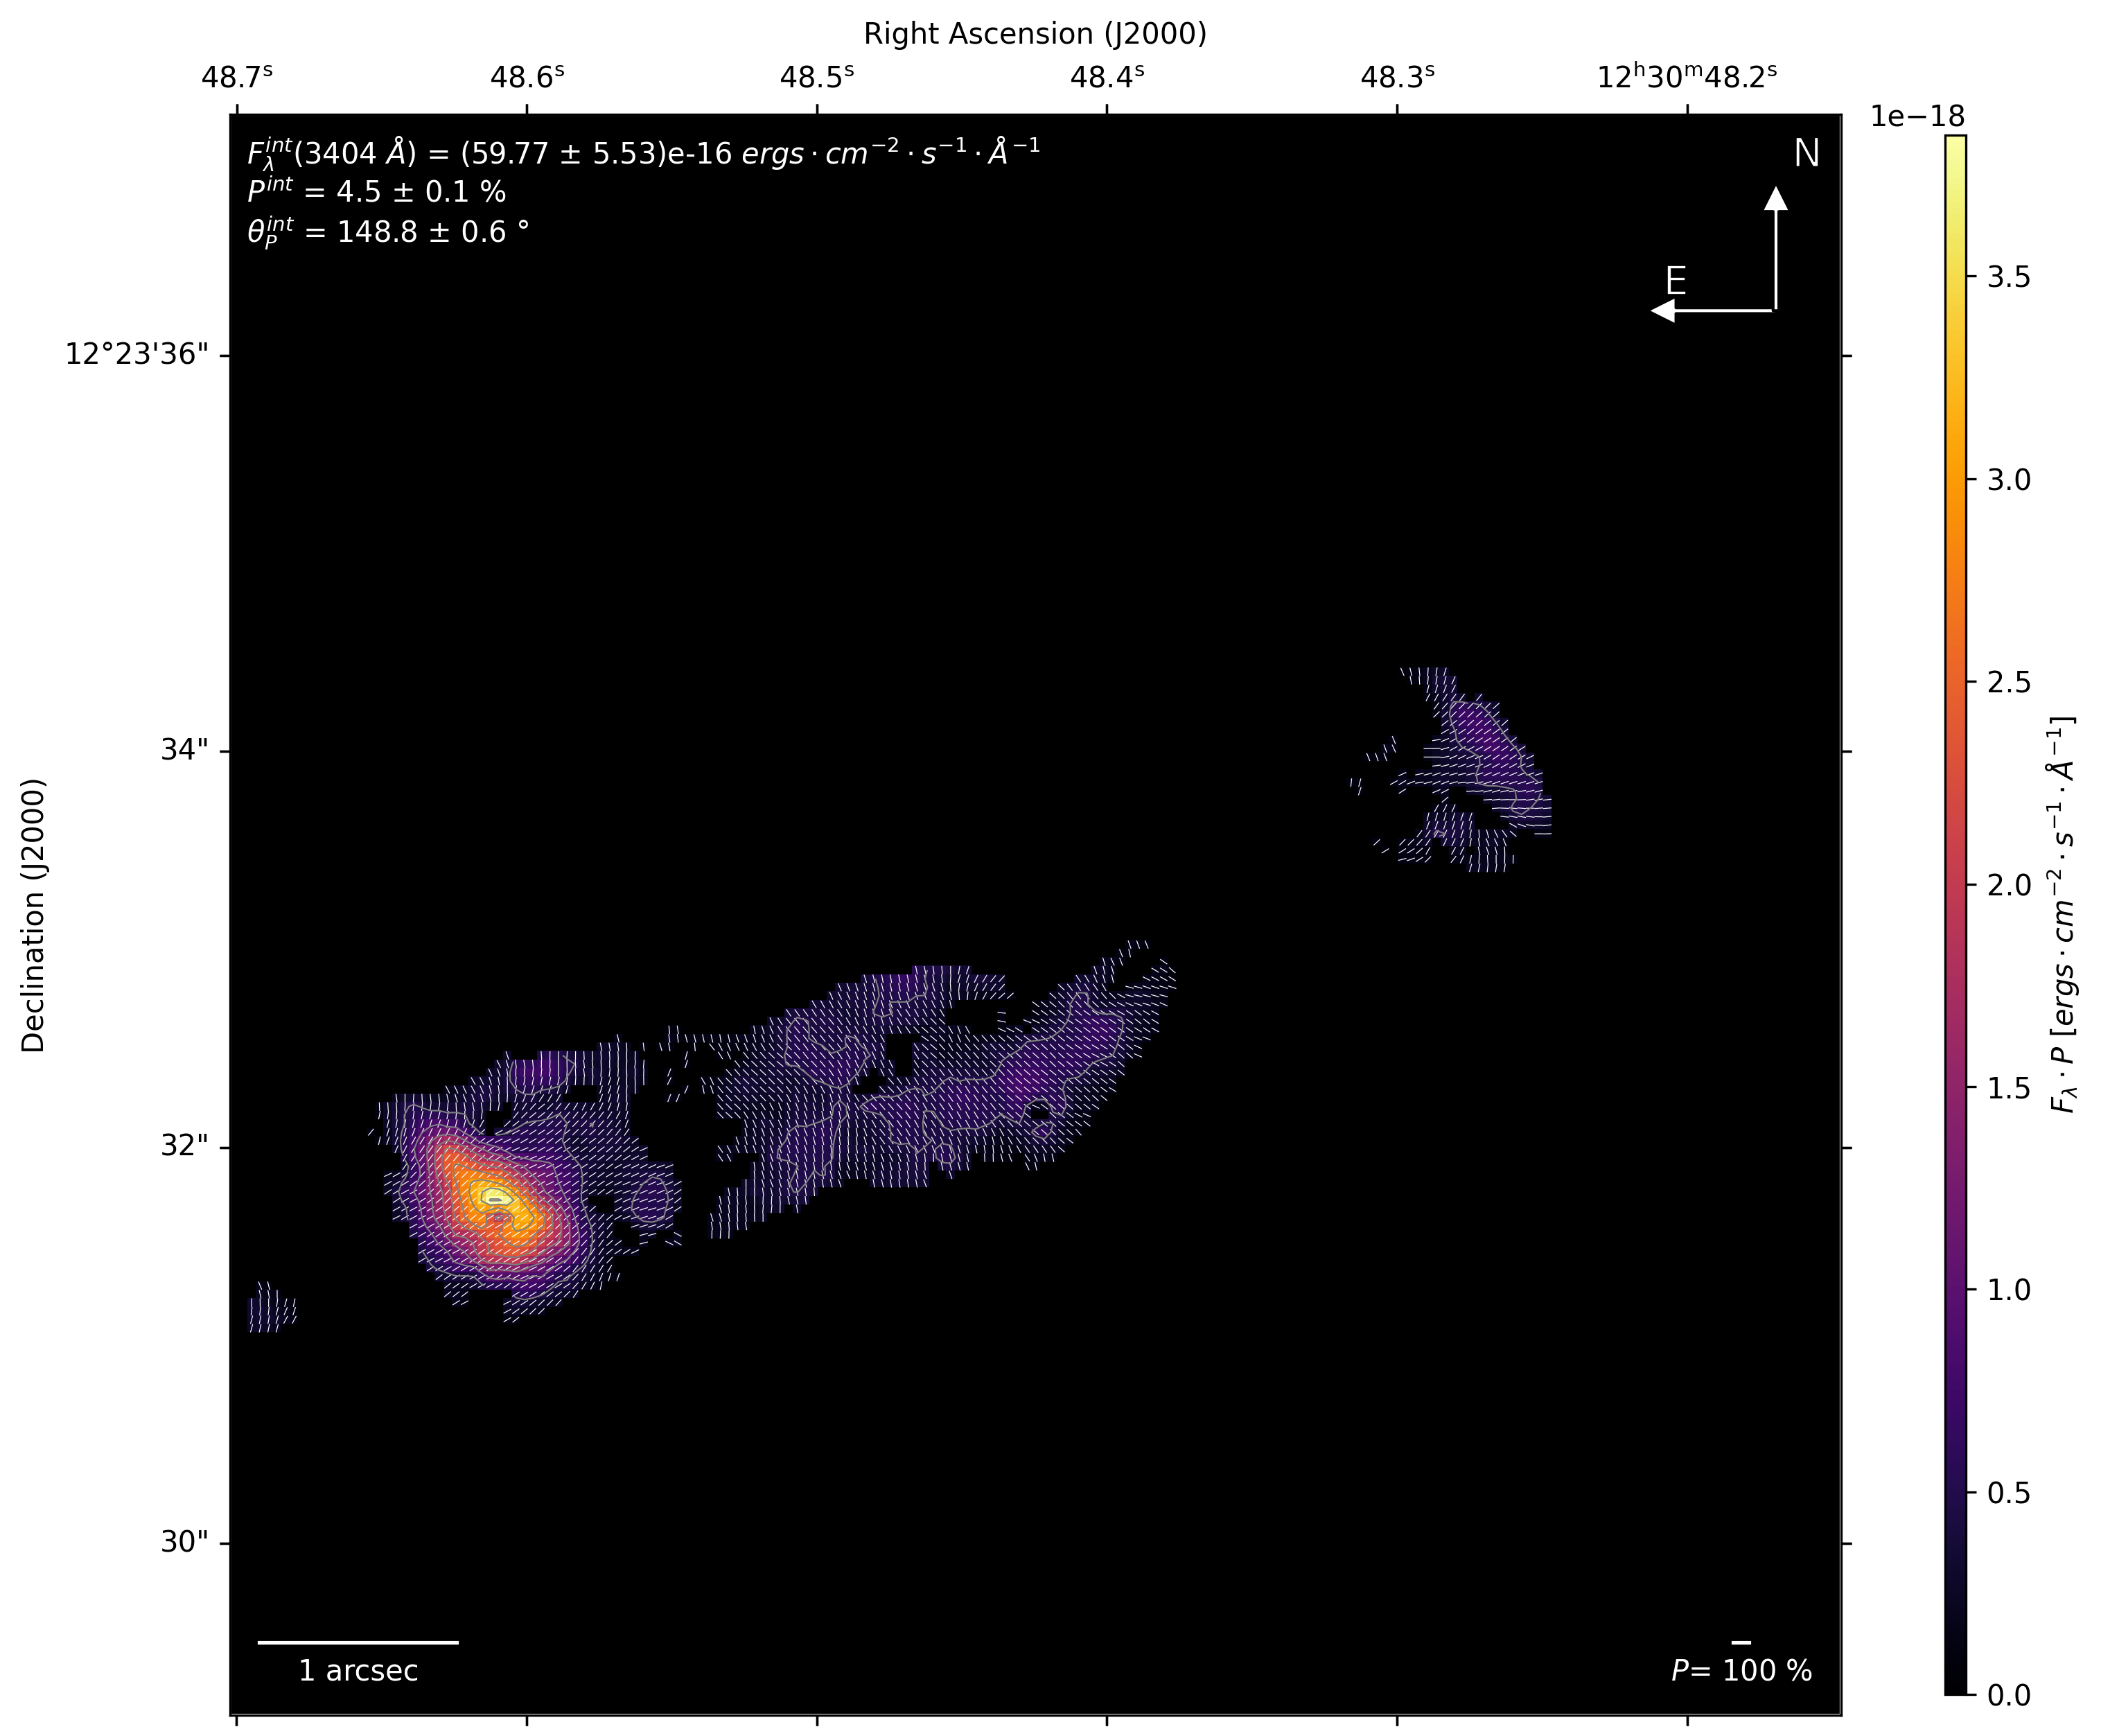 Right Ascension (J2000)
48.7ˢ 48.6ˢ 48.5ˢ 48.4ˢ 48.3ˢ 12ʰ30ᵐ48.2ˢ
1e−18
F_λ^{int}(3404 Å) = (59.77 ± 5.53)e-16 ergs · cm⁻² · s⁻¹ · Å⁻¹
P^{int} = 4.5 ± 0.1 %
θ_P^{int} = 148.8 ± 0.6 °
N
E
12°23'36"
34"
32"
30"
Declination (J2000)
3.5
3.0
2.5
2.0
1.5
1.0
0.5
0.0
F_λ · P [ergs · cm⁻² · s⁻¹ · Å⁻¹]
1 arcsec
P= 100 %